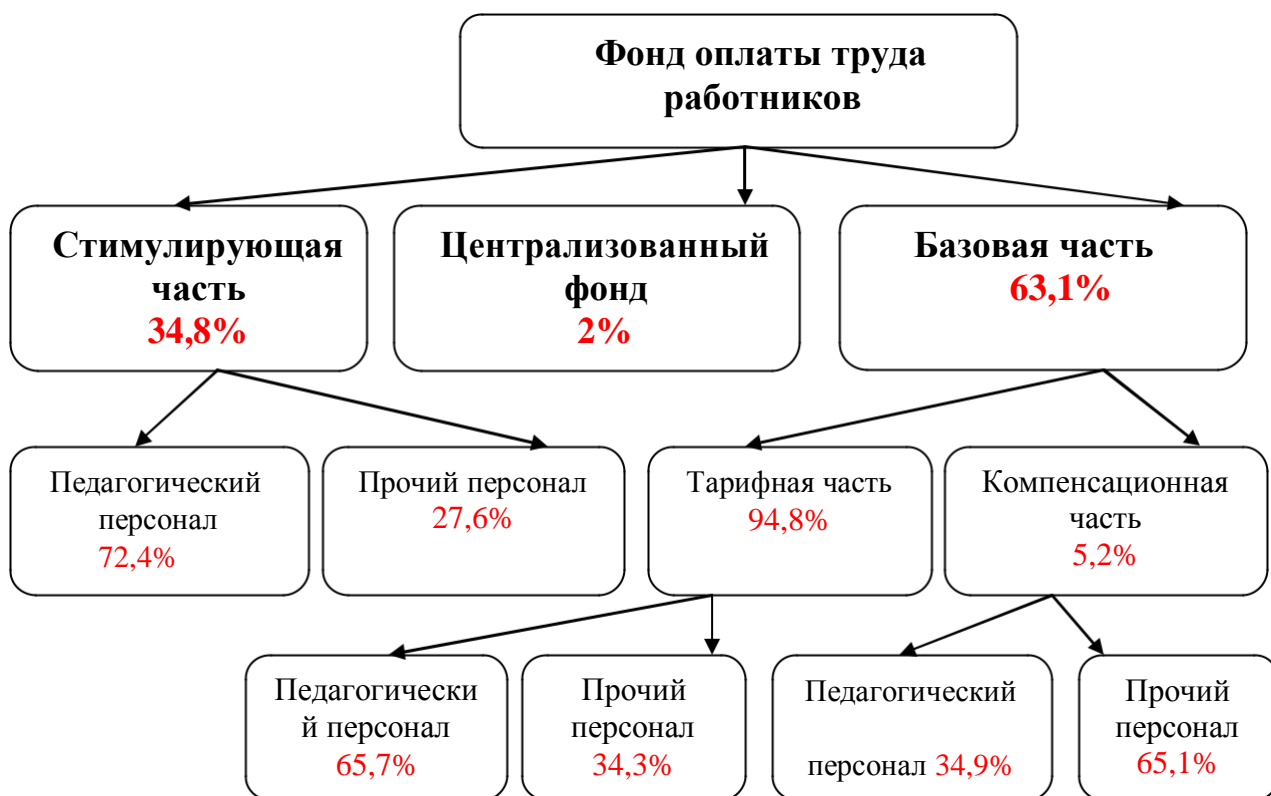 Фонд оплаты труда
работников
Стимулирующая
часть
34,8%
Централизованный
фонд
2%
Базовая часть
63,1%
Педагогический
персонал
72,4%
Прочий персонал
27,6%
Тарифная часть
94,8%
Компенсационная
часть
5,2%
Педагогически
й персонал
65,7%
Прочий
персонал
34,3%
Педагогический
персонал 34,9%
Прочий
персонал
65,1%